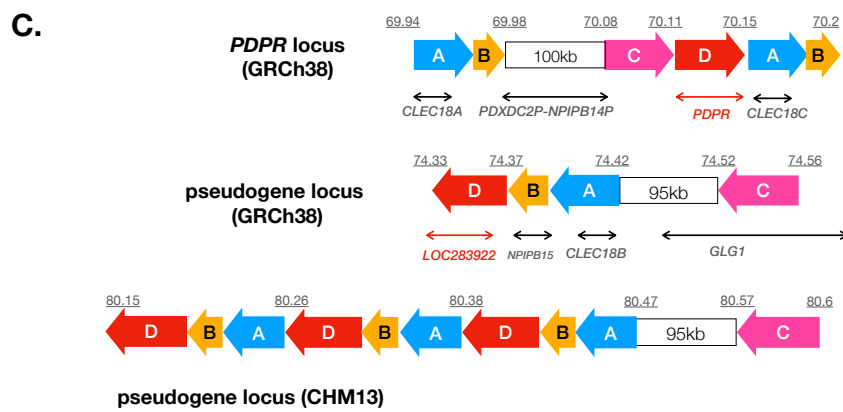 C.
PDPR locus
(GRCh38)
69.94 69.98 70.08 70.11 70.15 70.2
A B 100kb C D A B
CLEC18A PDXDC2P-NPIPB14P PDPR CLEC18C
pseudogene locus
(GRCh38)
74.33 74.37 74.42 74.52 74.56
D B A 95kb C
LOC283922 NPIPB15 CLEC18B GLG1
80.15 80.26 80.38 80.47 80.57 80.6
D B A D B A D B A 95kb C
pseudogene locus (CHM13)